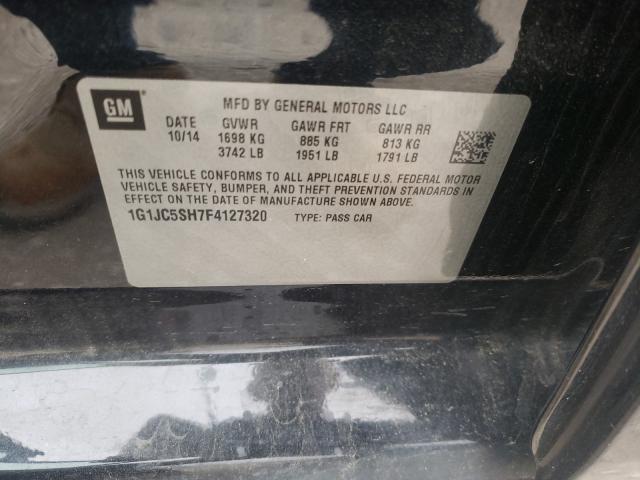 GM
MFD BY GENERAL MOTORS LLC
DATE GVWR GAWR FRT GAWR RR
10/14 1698 KG 885 KG 813 KG
3742 LB 1951 LB 1791 LB
THIS VEHICLE CONFORMS TO ALL APPLICABLE U.S. FEDERAL MOTOR
VEHICLE SAFETY, BUMPER, AND THEFT PREVENTION STANDARDS IN
EFFECT ON THE DATE OF MANUFACTURE SHOWN ABOVE.
1G1JC5SH7F4127320 TYPE: PASS CAR